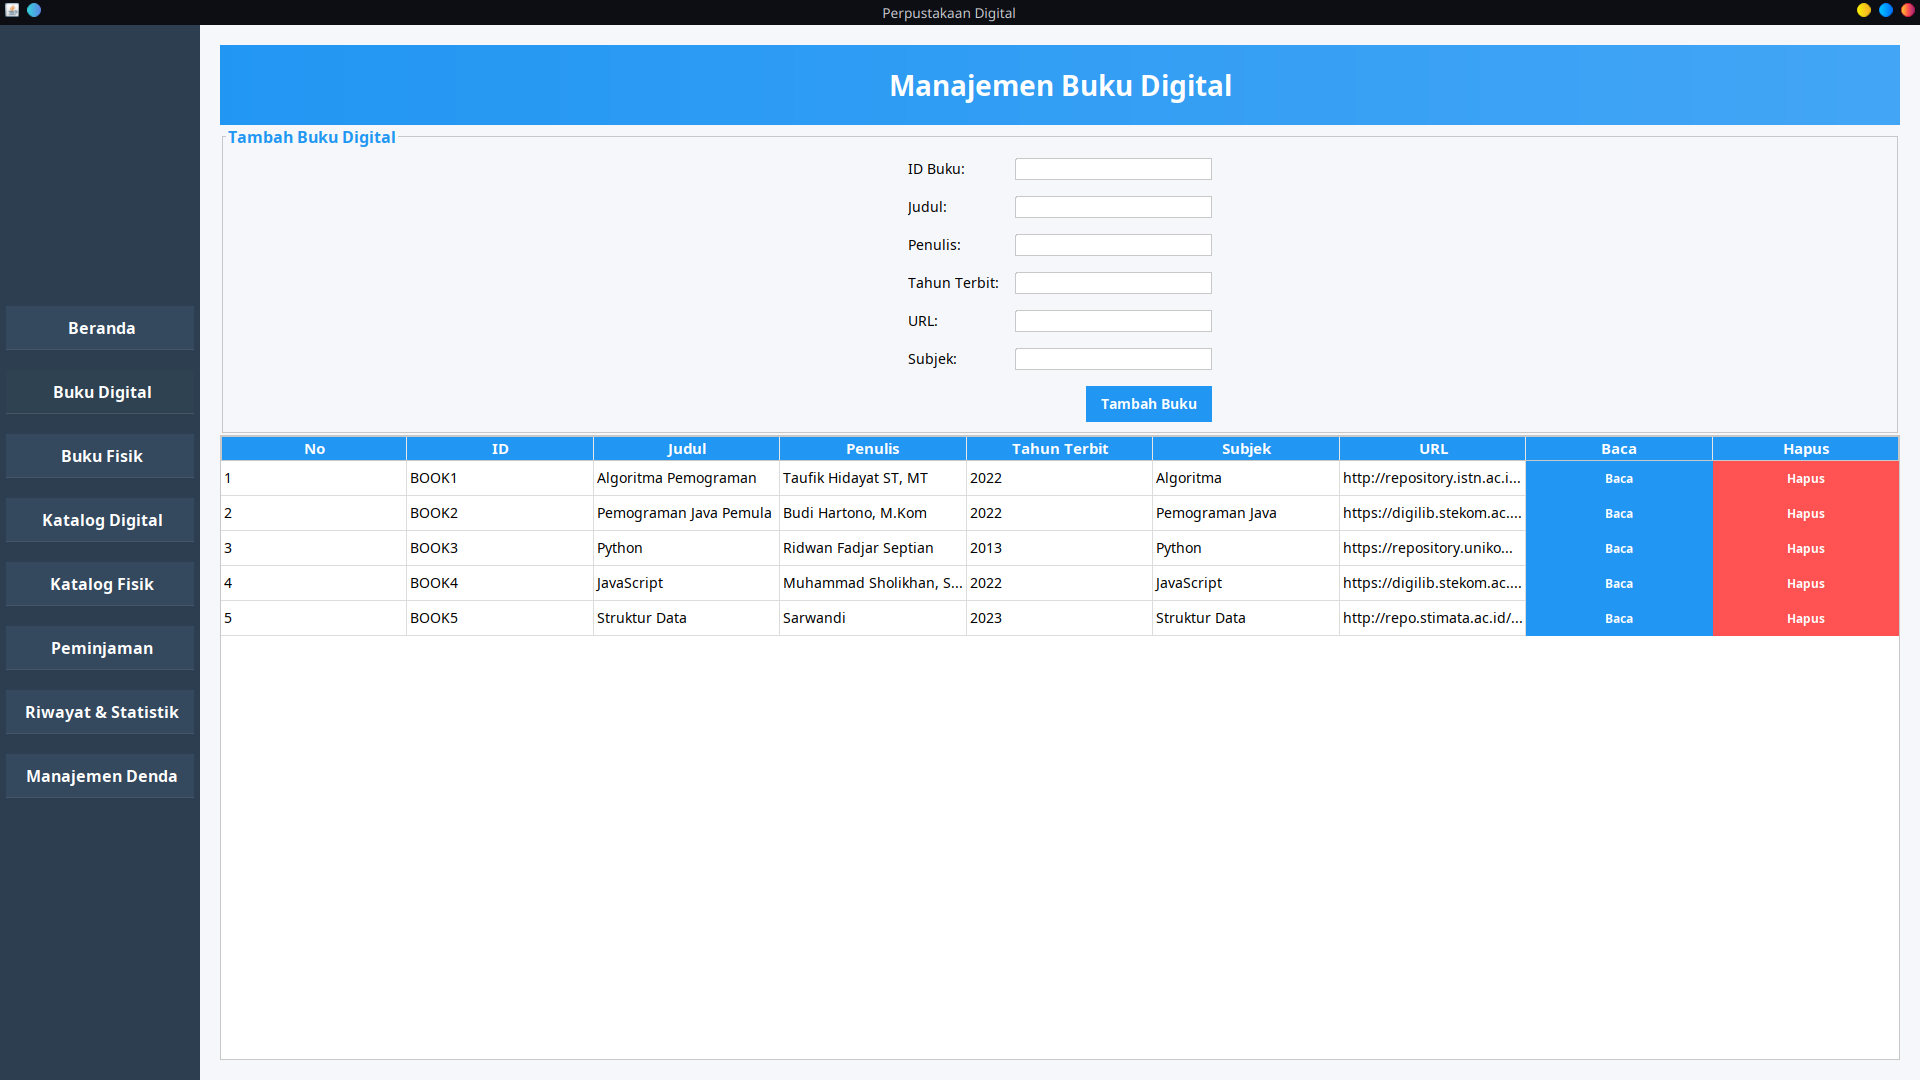 Perpustakaan Digital
Beranda
Buku Digital
Buku Fisik
Katalog Digital
Katalog Fisik
Peminjaman
Riwayat & Statistik
Manajemen Denda
Manajemen Buku Digital
Tambah Buku Digital
ID Buku:
Judul:
Penulis:
Tahun Terbit:
URL:
Subjek:
Tambah Buku
No ID Judul Penulis Tahun Terbit Subjek URL Baca Hapus
1 BOOK1 Algoritma Pemograman Taufik Hidayat ST, MT 2022 Algoritma http://repository.istn.ac.i... Baca Hapus
2 BOOK2 Pemograman Java Pemula Budi Hartono, M.Kom 2022 Pemograman Java https://digilib.stekom.ac.... Baca Hapus
3 BOOK3 Python Ridwan Fadjar Septian 2013 Python https://repository.uniko... Baca Hapus
4 BOOK4 JavaScript Muhammad Sholikhan, S... 2022 JavaScript https://digilib.stekom.ac.... Baca Hapus
5 BOOK5 Struktur Data Sarwandi 2023 Struktur Data http://repo.stimata.ac.id/... Baca Hapus